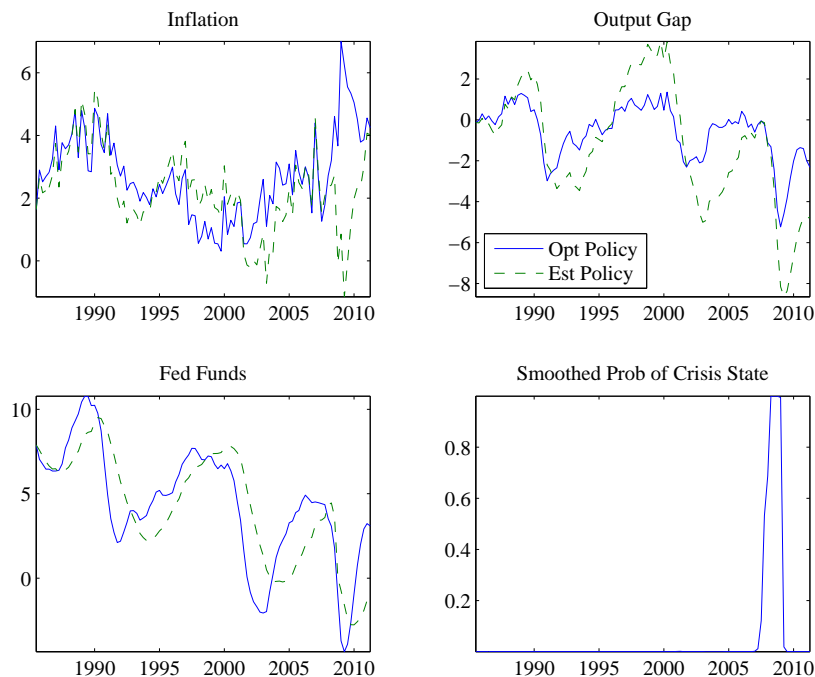 Inflation
6
4
2
0
1990 1995 2000 2005 2010
Output Gap
2
0
−2
−4
−6
−8
Opt Policy
Est Policy
1990 1995 2000 2005 2010
Fed Funds
10
5
0
1990 1995 2000 2005 2010
Smoothed Prob of Crisis State
0.8
0.6
0.4
0.2
1990 1995 2000 2005 2010